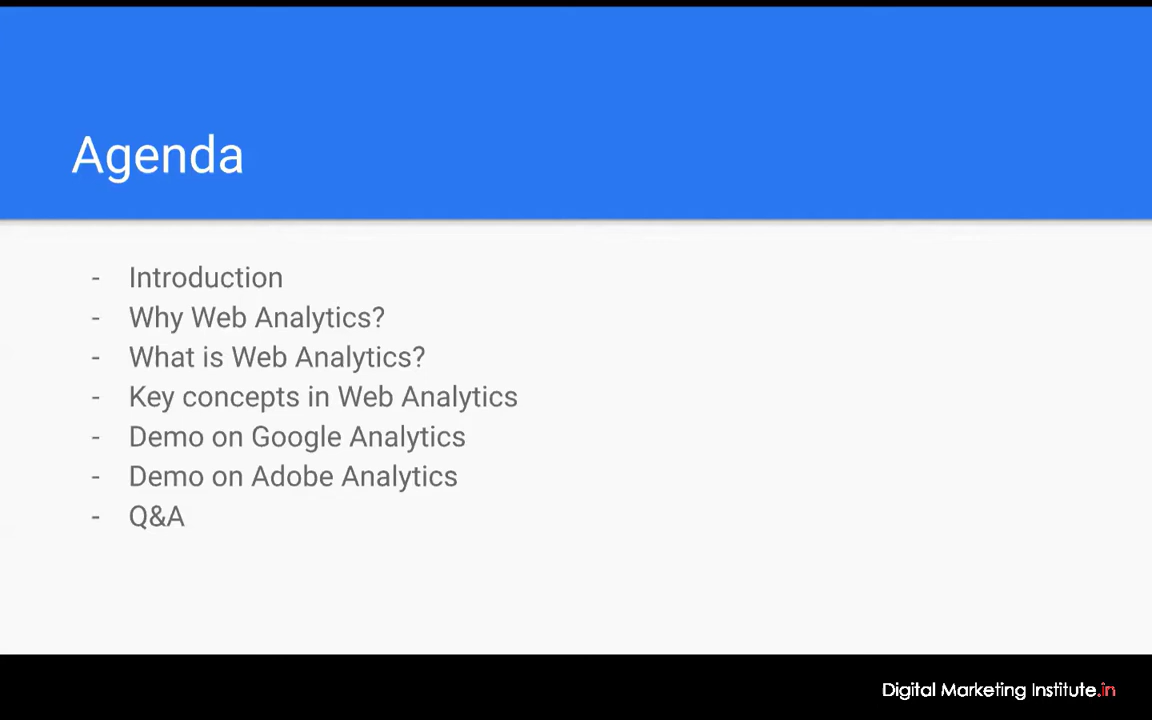 Agenda
- Introduction
- Why Web Analytics?
- What is Web Analytics?
- Key concepts in Web Analytics
- Demo on Google Analytics
- Demo on Adobe Analytics
- Q&A
Digital Marketing Institute.in